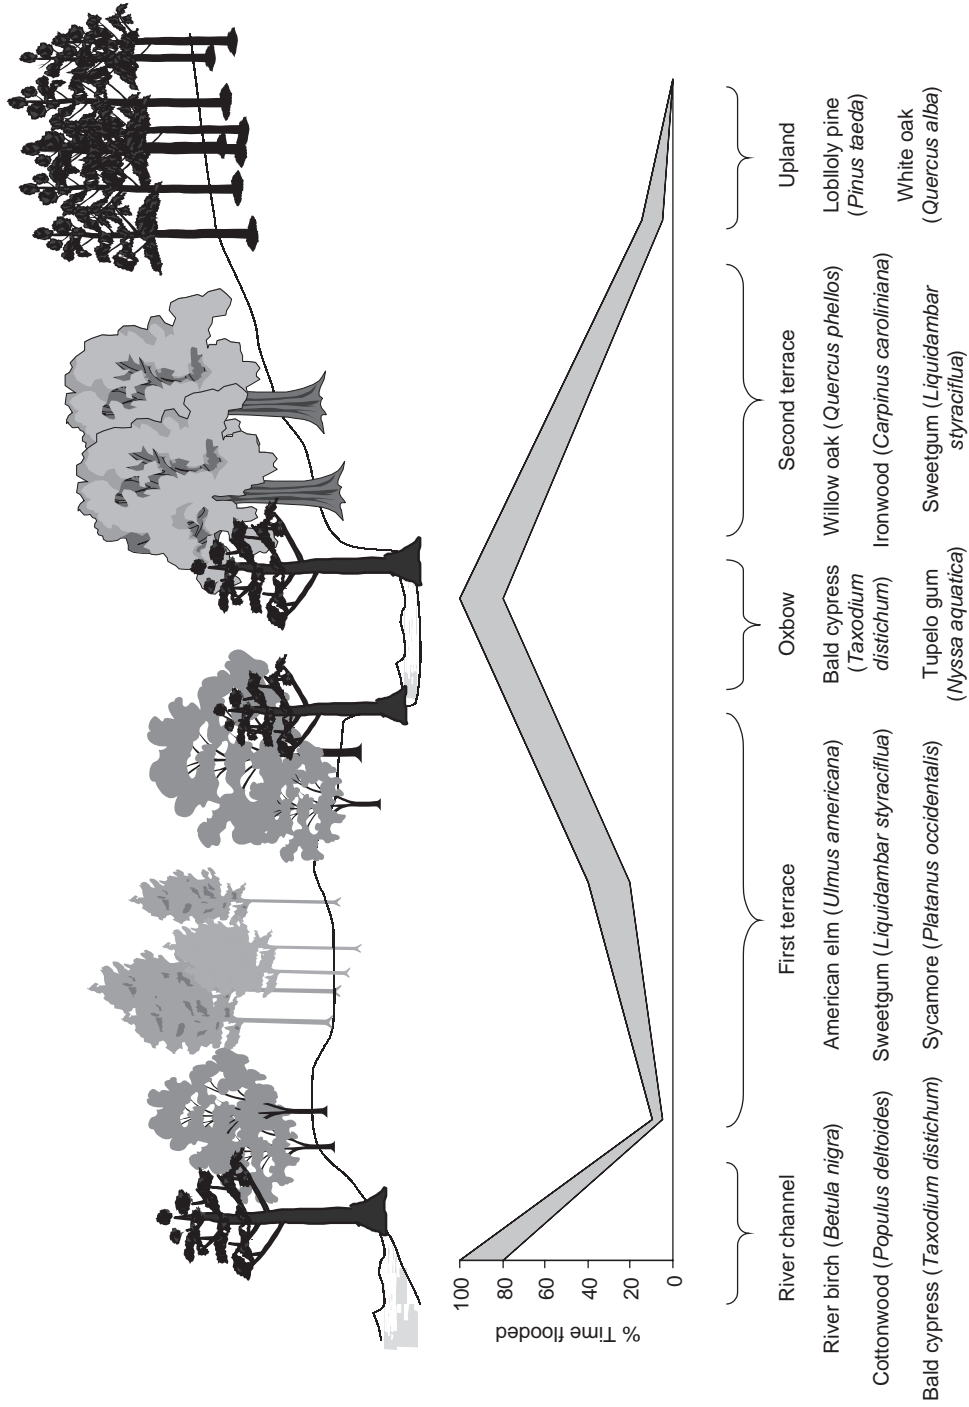 % Time flooded
100
80
60
40
20
0
River channel
River birch (Betula nigra)
Cottonwood (Populus deltoides)
Bald cypress (Taxodium distichum)
First terrace
American elm (Ulmus americana)
Sweetgum (Liquidambar styraciflua)
Sycamore (Platanus occidentalis)
Oxbow
Bald cypress
(Taxodium
distichum)
Tupelo gum
(Nyssa aquatica)
Second terrace
Willow oak (Quercus phellos)
Ironwood (Carpinus caroliniana)
Sweetgum (Liquidambar
styraciflua)
Upland
Loblloly pine
(Pinus taeda)
White oak
(Quercus alba)